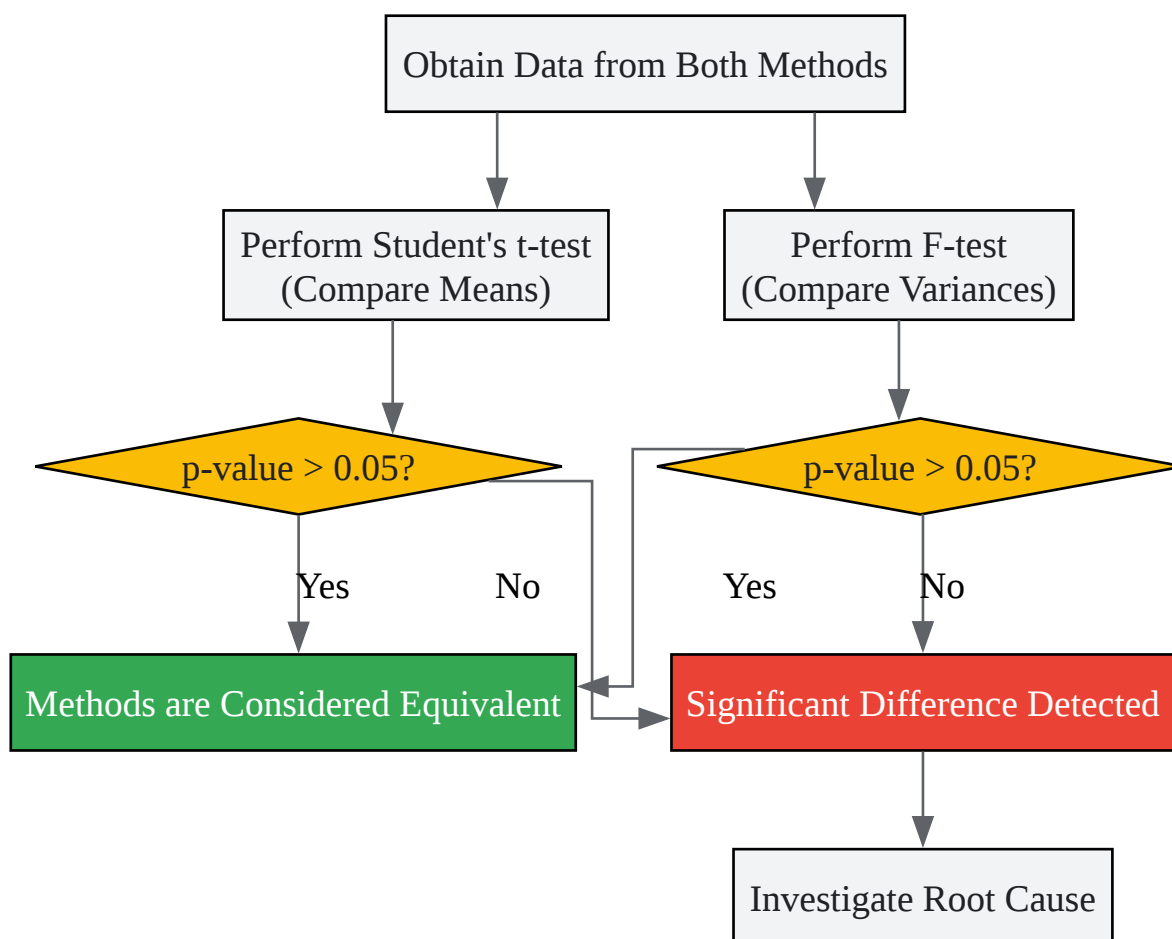 Obtain Data from Both Methods
Perform Student's t-test
(Compare Means)
Perform F-test
(Compare Variances)
p-value > 0.05?
p-value > 0.05?
Yes
No
Yes
No
Methods are Considered Equivalent
Significant Difference Detected
Investigate Root Cause